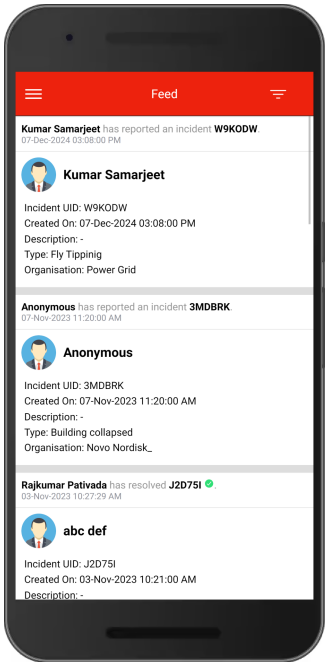 Feed
Kumar Samarjeet has reported an incident W9KODW.
07-Dec-2024 03:08:00 PM
Kumar Samarjeet
Incident UID: W9KODW
Created On: 07-Dec-2024 03:08:00 PM
Description: -
Type: Fly Tippinig
Organisation: Power Grid
Anonymous has reported an incident 3MDBRK.
07-Nov-2023 11:20:00 AM
Anonymous
Incident UID: 3MDBRK
Created On: 07-Nov-2023 11:20:00 AM
Description: -
Type: Building collapsed
Organisation: Novo Nordisk_
Rajkumar Pativada has resolved J2D75I .
03-Nov-2023 10:27:29 AM
abc def
Incident UID: J2D75I
Created On: 03-Nov-2023 10:21:00 AM
Description: -